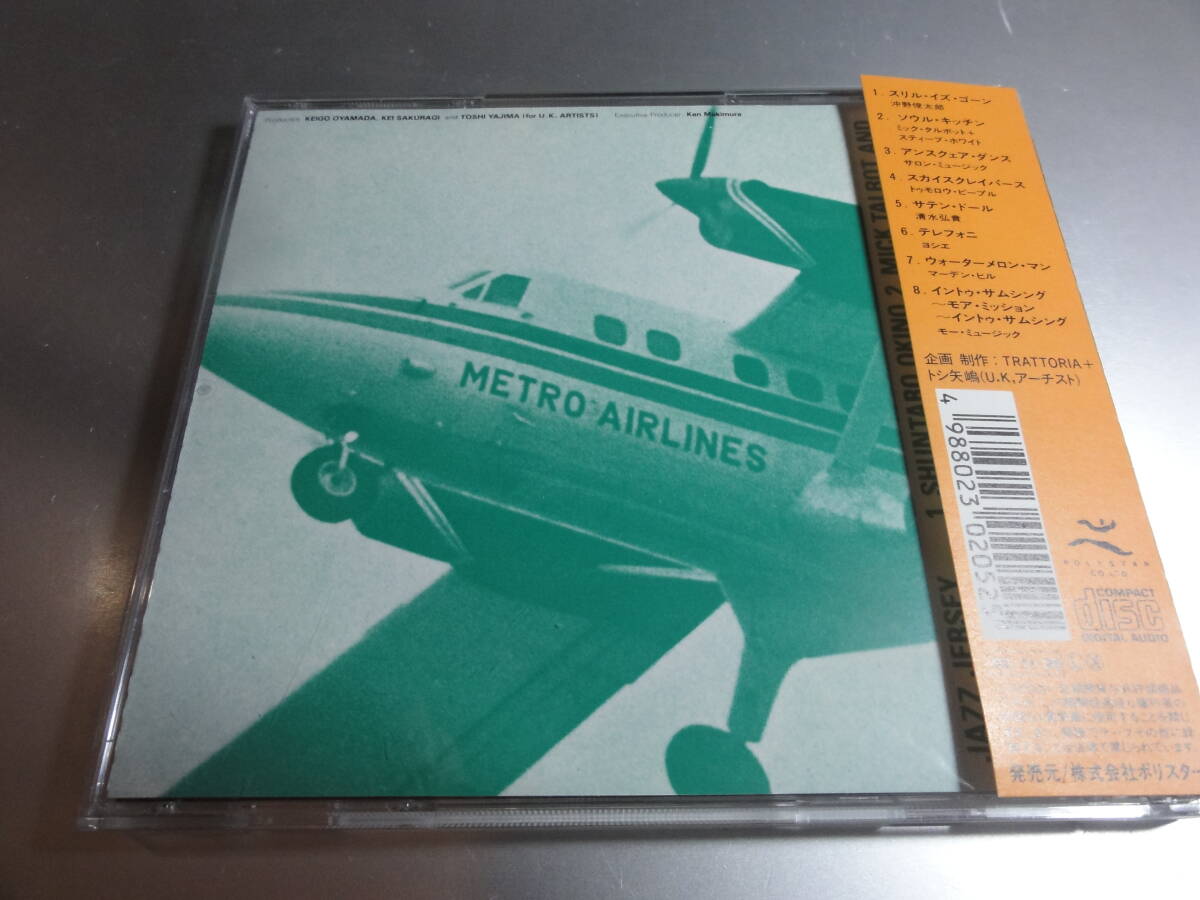 Producers: KEIGO OYAMADA, KEI SAKURAGI and TOSHI YAJIMA (for U.K. ARTISTS) Executive Producer: Ken Makimura
METRO AIRLINES
JAZZ JERSEY 1 SHUNTARO OKINO 2 MICK TALBOT AND
1. スリル・イズ・ゴーン
沖野俊太郎
2. ソウル・キッチン
ミック・タルボット+
スティーブ・ホワイト
3. アンスクェア・ダンス
サロン・ミュージック
4. スカイスクレイパース
トゥモロウ・ピープル
5. サテン・ドール
清水弘貴
6. テレフォニ
ヨシエ
7. ウォーターメロン・マン
マーデン・ヒル
8. イントゥ・サムシング
〜モア・ミッション
〜イントゥ・サムシング
モー・ミュージック
企画 制作:TRATTORIA+
トシ矢嶋(U.K.アーチスト)
4 988023 02052
POLYSTAR
CO.,LTD.
COMPACT
disc
DIGITAL AUDIO
発売元/株式会社ポリスター